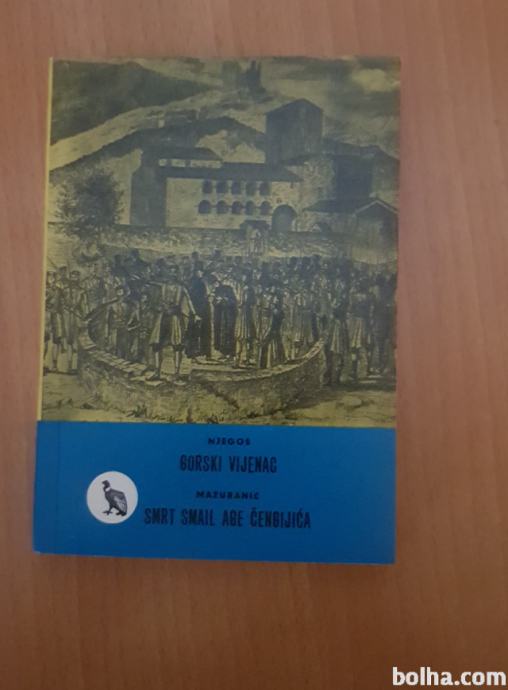 NJEGOŠ
GORSKI VIJENAC
MAŽURANIĆ
SMRT SMAIL AGE ČENGIJIĆA
bolha.com